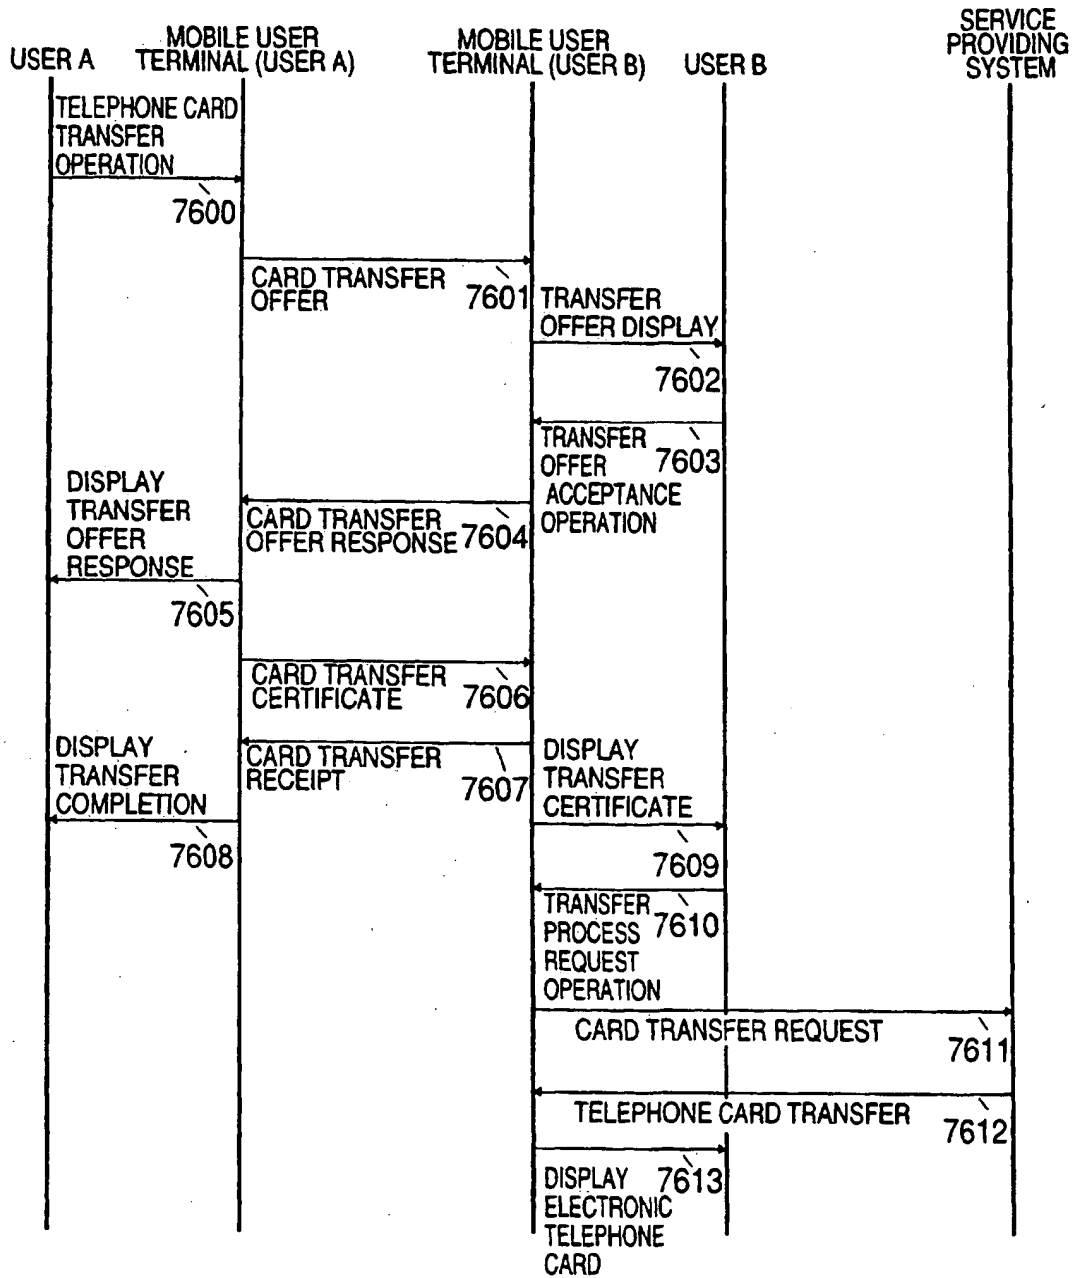 USER A
MOBILE USER
TERMINAL (USER A)
MOBILE USER
TERMINAL (USER B)
USER B
SERVICE
PROVIDING
SYSTEM
TELEPHONE CARD
TRANSFER
OPERATION
7600
CARD TRANSFER
OFFER
7601
TRANSFER
OFFER DISPLAY
7602
TRANSFER
OFFER
ACCEPTANCE
OPERATION
7603
CARD TRANSFER
OFFER RESPONSE
7604
DISPLAY
TRANSFER
OFFER
RESPONSE
7605
CARD TRANSFER
CERTIFICATE
7606
CARD TRANSFER
RECEIPT
7607
DISPLAY
TRANSFER
COMPLETION
7608
DISPLAY
TRANSFER
CERTIFICATE
7609
TRANSFER
PROCESS
REQUEST
OPERATION
7610
CARD TRANSFER REQUEST
7611
TELEPHONE CARD TRANSFER
7612
DISPLAY
ELECTRONIC
TELEPHONE
CARD
7613